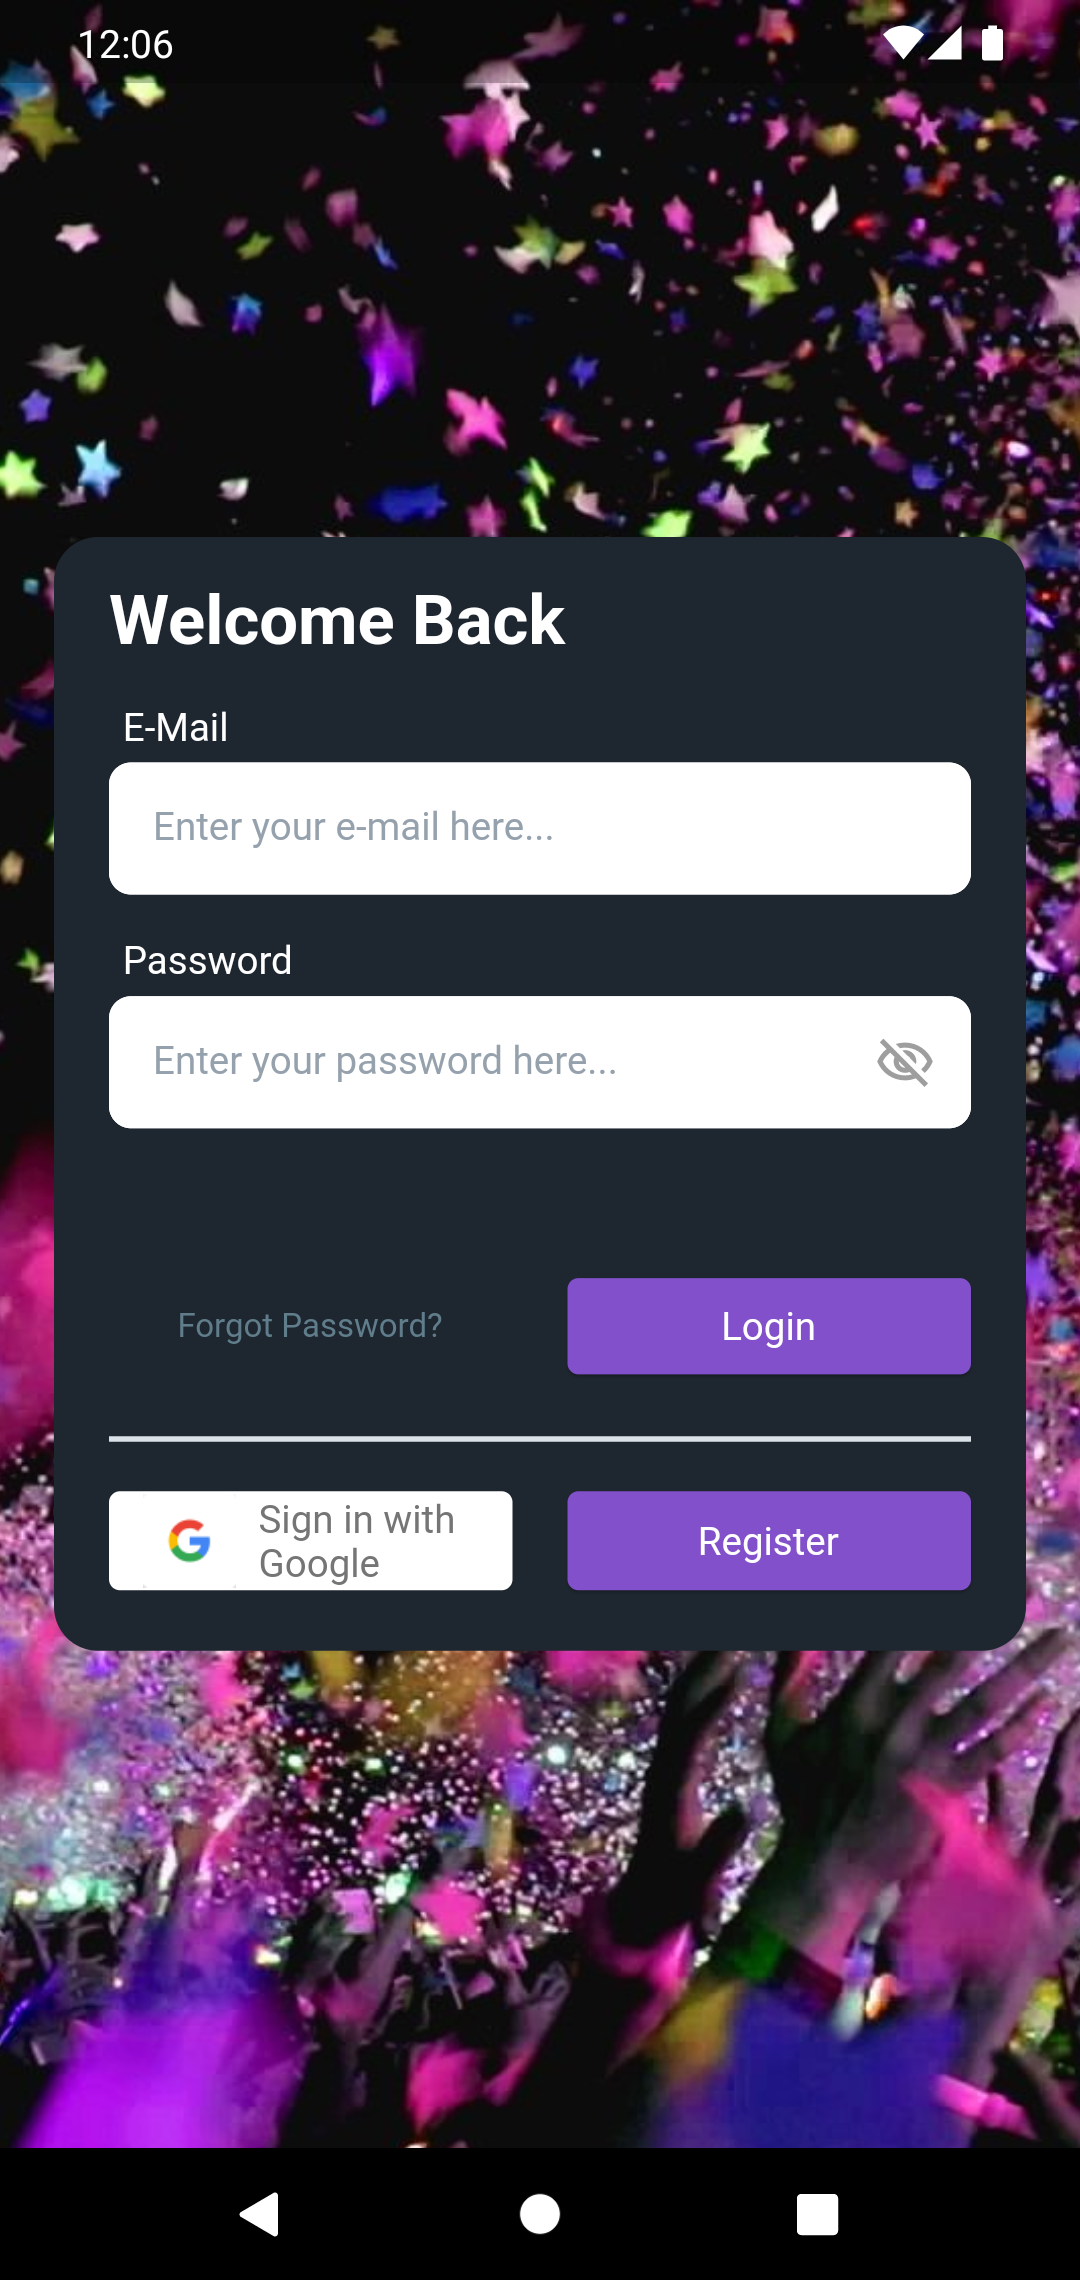 12:06
Welcome Back
E-Mail
Enter your e-mail here...
Password
Enter your password here...
Forgot Password?
Login
Sign in with
Google
Register